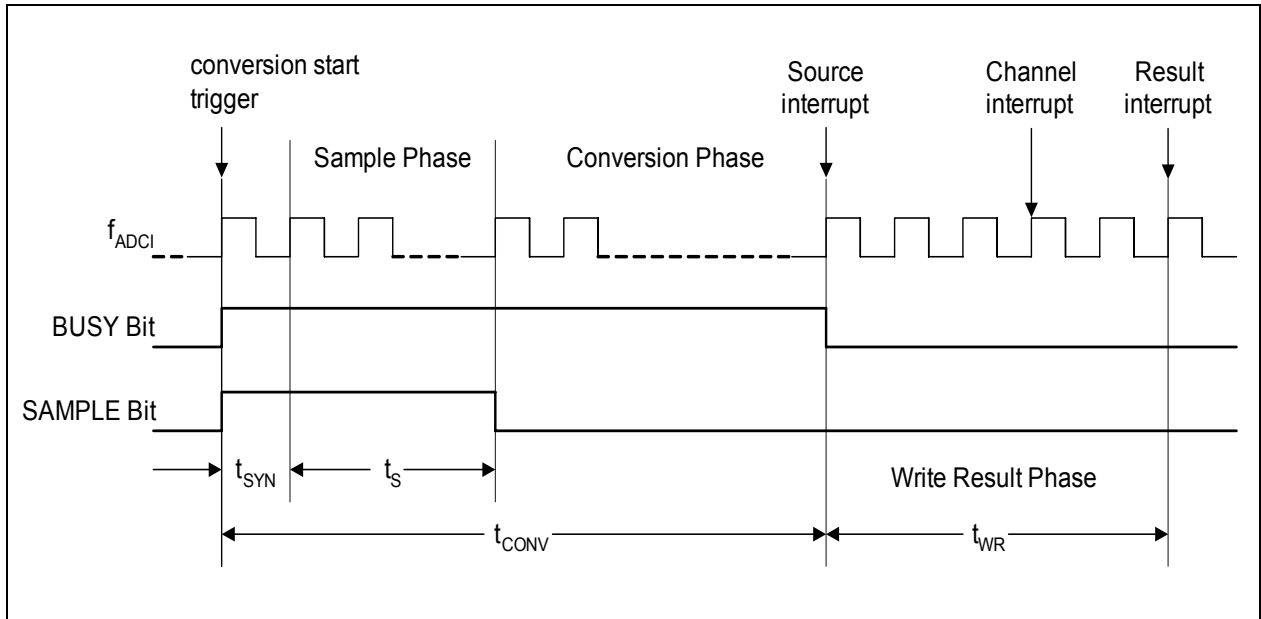 conversion start
trigger
Source
interrupt
Channel
interrupt
Result
interrupt
Sample Phase
Conversion Phase
fADCI
BUSY Bit
SAMPLE Bit
tSYN
tS
Write Result Phase
tCONV
tWR